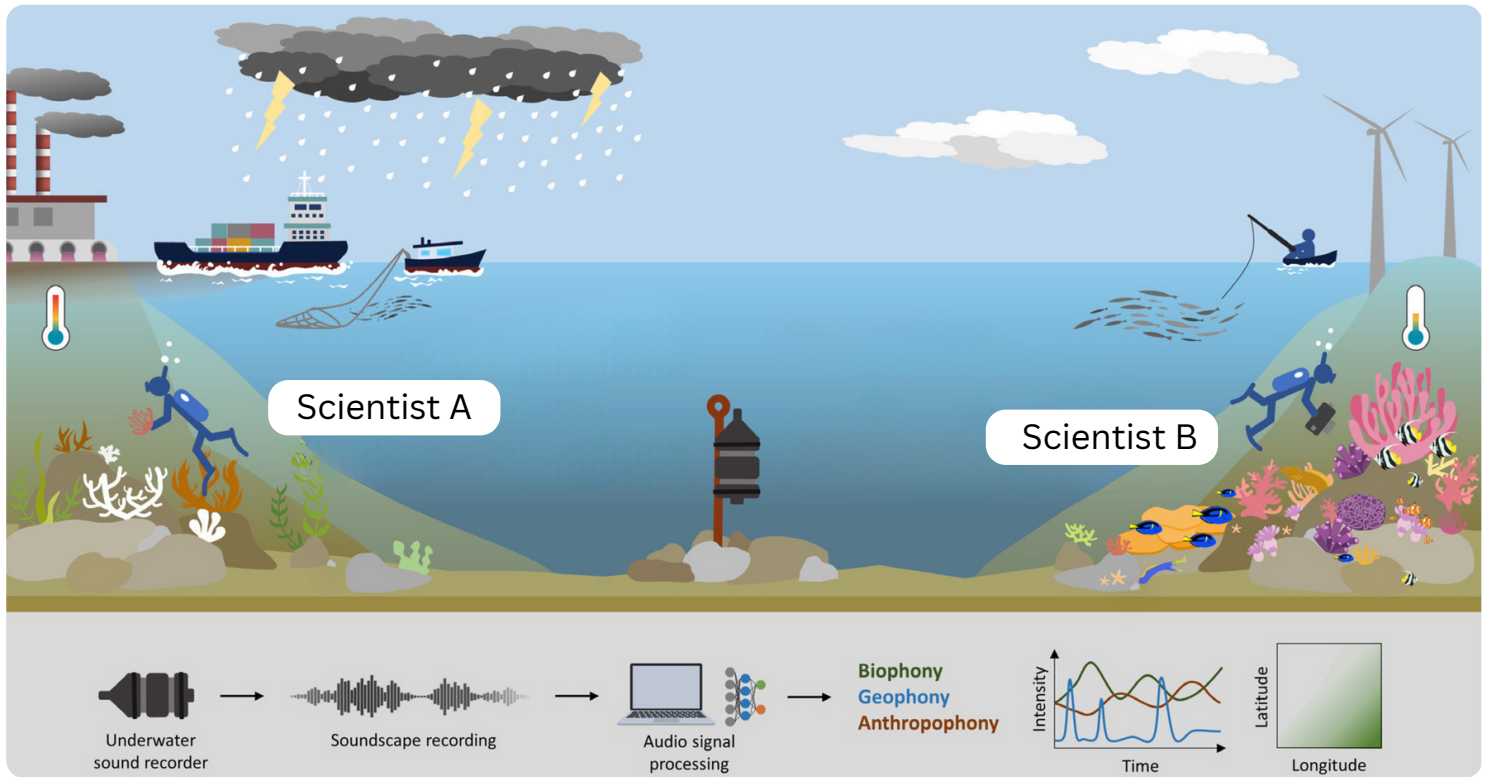 Scientist A
Scientist B
Underwater
sound recorder
Soundscape recording
Audio signal
processing
Biophony
Geophony
Anthropophony
Intensity
Time
Latitude
Longitude